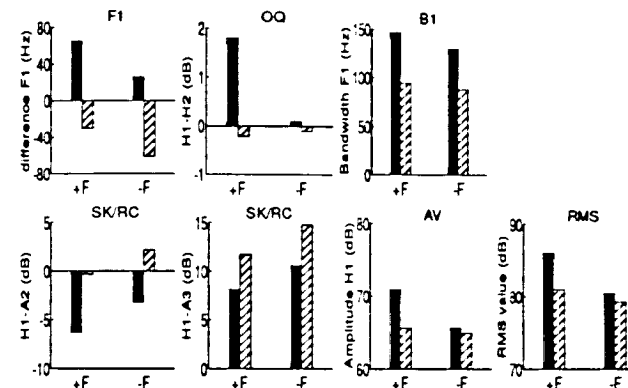 F1
difference F1 (Hz)
80
40
0
-40
-80
+F -F
OQ
H1-H2 (dB)
2
1
0
-1
+F -F
B1
Bandwidth F1 (Hz)
150
100
50
0
+F -F
SK/RC
H1-A2 (dB)
5
0
-5
-10
+F -F
SK/RC
H1-A3 (dB)
15
10
5
0
+F -F
AV
Amplitude H1 (dB)
80
70
60
+F -F
RMS
RMS value (dB)
90
80
70
+F -F